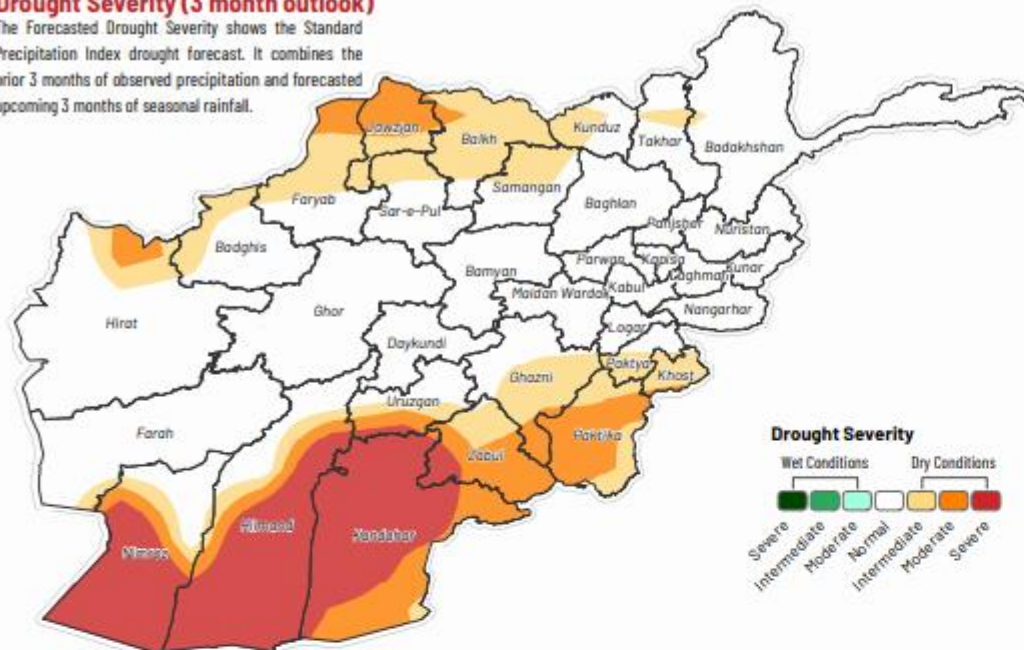 Drought Severity (3 month outlook)
The Forecasted Drought Severity shows the Standard
Precipitation Index drought forecast. It combines the
prior 3 months of observed precipitation and forecasted
upcoming 3 months of seasonal rainfall.
Jawzjan
Balkh
Kunduz
Takhar
Badakhshan
Faryab
Sar-e-Pul
Samangan
Baghlan
Panjsher
Nuristan
Badghis
Bamyan
Parwan
Kapisa
Laghman
Kunar
Maidan Wardak
Kabul
Nangarhar
Hirat
Ghor
Daykundi
Logar
Ghazni
Paktya
Khost
Uruzgan
Farah
Zabul
Paktika
Nimroz
Hilmand
Kandahar
Drought Severity
Wet Conditions Dry Conditions
Severe
Intermediate
Moderate
Normal
Intermediate
Moderate
Severe